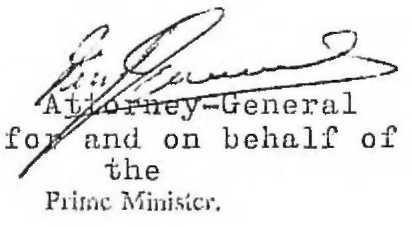 Attorney-General
for and on behalf of
the
Prime Minister.